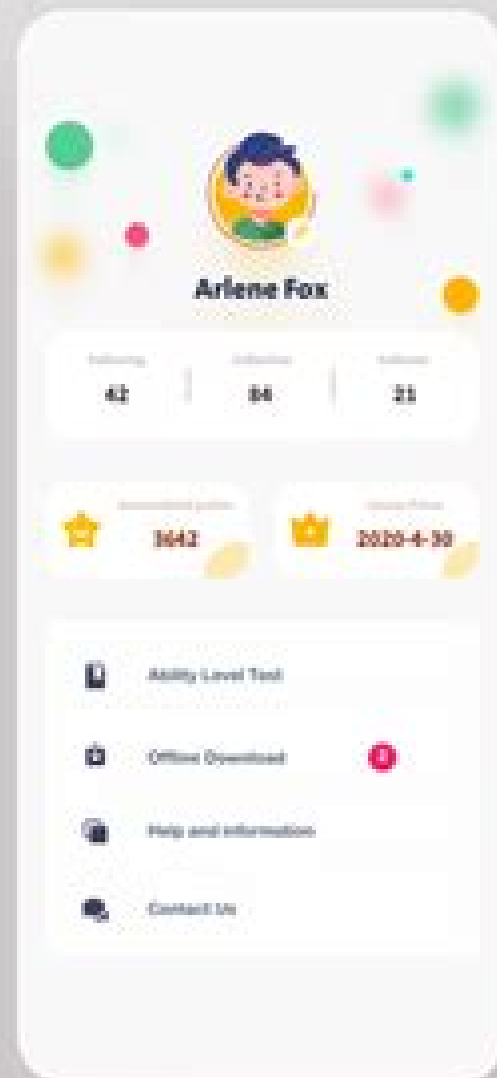 Arlene Fox
Following
42
84
21
3642
2020-4-30
Ability Level Test
Offline Download
Help and information
Contact Us